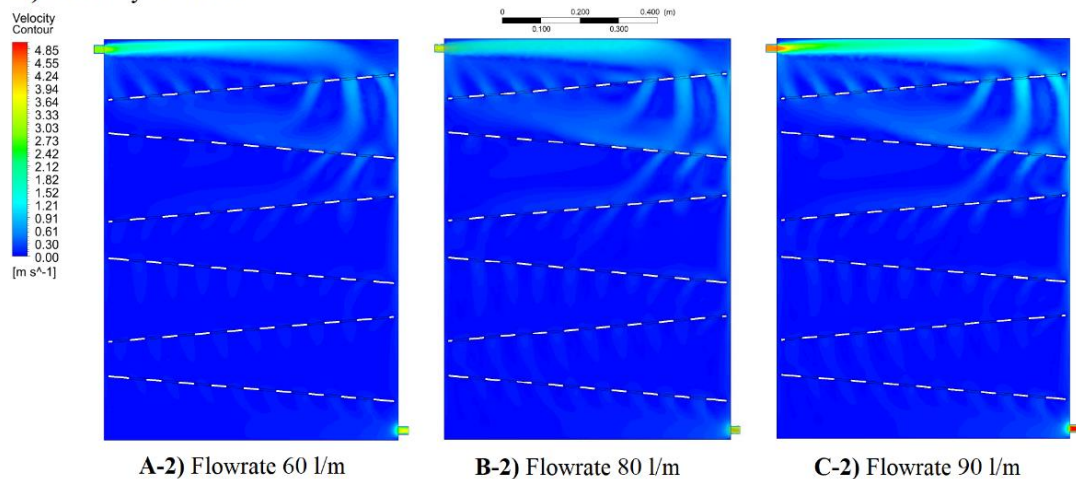 Velocity
Contour
4.85
4.55
4.24
3.94
3.64
3.33
3.03
2.73
2.42
2.12
1.82
1.52
1.21
0.91
0.61
0.30
0.00
[m s^-1]
0 0.400 (m)
0.100 0.300
A-2) Flowrate 60 l/m
B-2) Flowrate 80 l/m
C-2) Flowrate 90 l/m